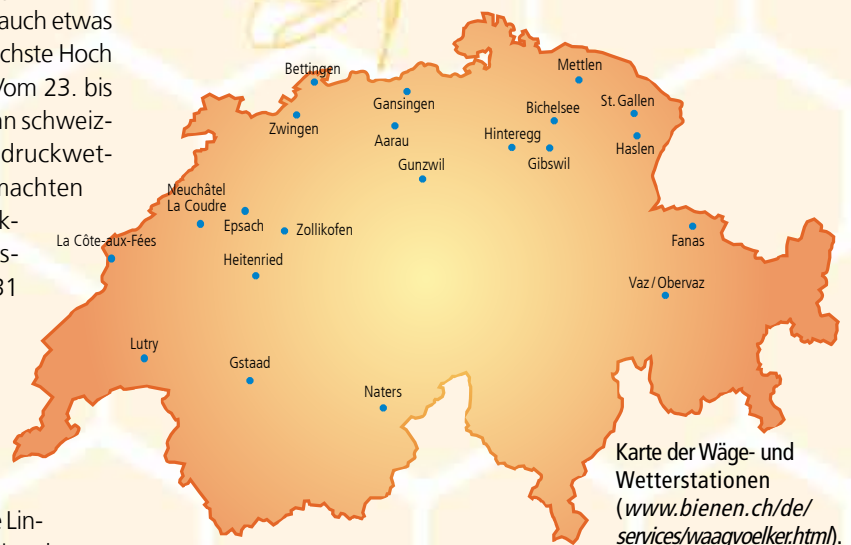 auch etwas
chste Hoch
Vom 23. bis
schweiz-
druckwet-
machten
k-
s-
31
e Lin-
Bettingen
Zwingen
Gansingen
Aarau
Gunzwil
Mettlen
Bichelsee
St. Gallen
Hinteregg
Gibswil
Haslen
Neuchâtel
La Coudre
Epsach
Zollikofen
La Côte-aux-Fées
Heitenried
Fanas
Vaz/Obervaz
Lutry
Gstaad
Naters
Karte der Wäge- und
Wetterstationen
(www.bienen.ch/de/
services/waagvoelker.html).